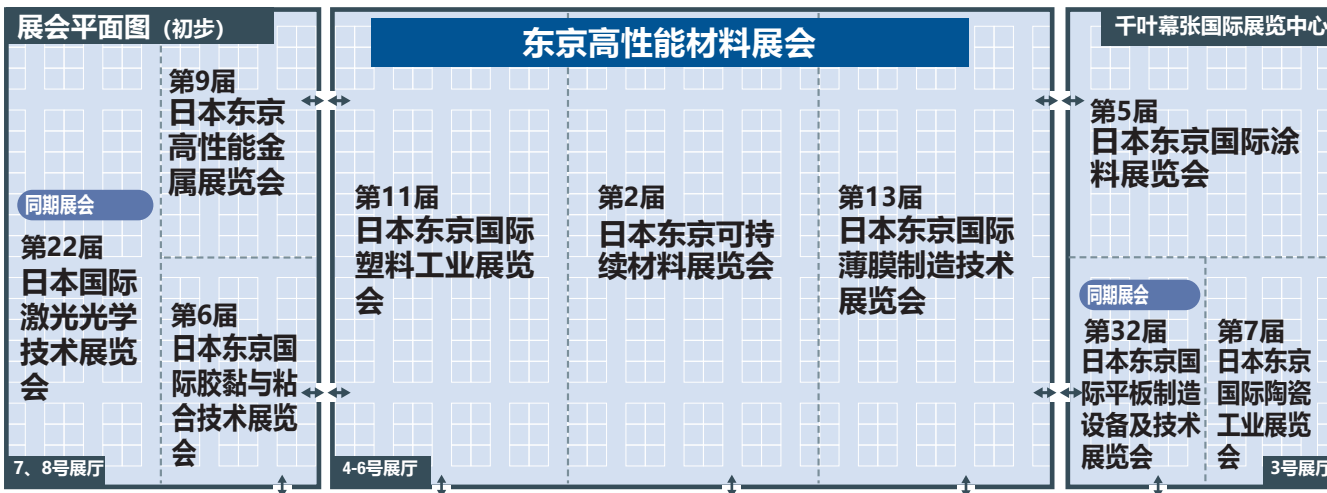 展会平面图（初步）
东京高性能材料展会
千叶幕张国际展览中心
第9届
日本东京
高性能金
属展览会
同期展会
第22届
日本国际
激光光学
技术展览
会
第6届
日本东京国
际胶黏与粘
合技术展览
会
7、8号展厅
第11届
日本东京国际
塑料工业展览
会
第2届
日本东京可持
续材料展览会
第13届
日本东京国际
薄膜制造技术
展览会
4-6号展厅
第5届
日本东京国际涂
料展览会
同期展会
第32届
日本东京国
际平板制造
设备及技术
展览会
第7届
日本东京
国际陶瓷
工业展览
会
3号展厅